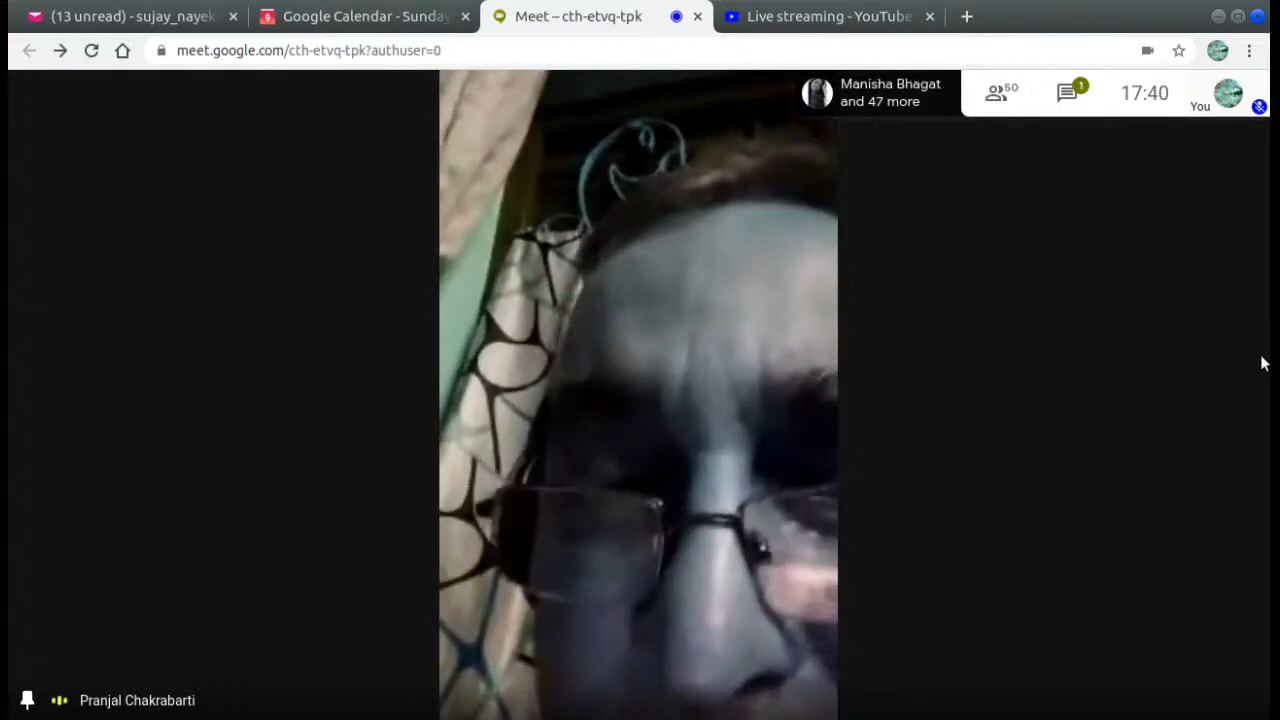 (13 unread) - sujay_nayek
Google Calendar - Sunday
Meet – cth-etvq-tpk
Live streaming - YouTube
meet.google.com/cth-etvq-tpk?authuser=0
Manisha Bhagat
and 47 more
50
1
17:40
You
Pranjal Chakrabarti